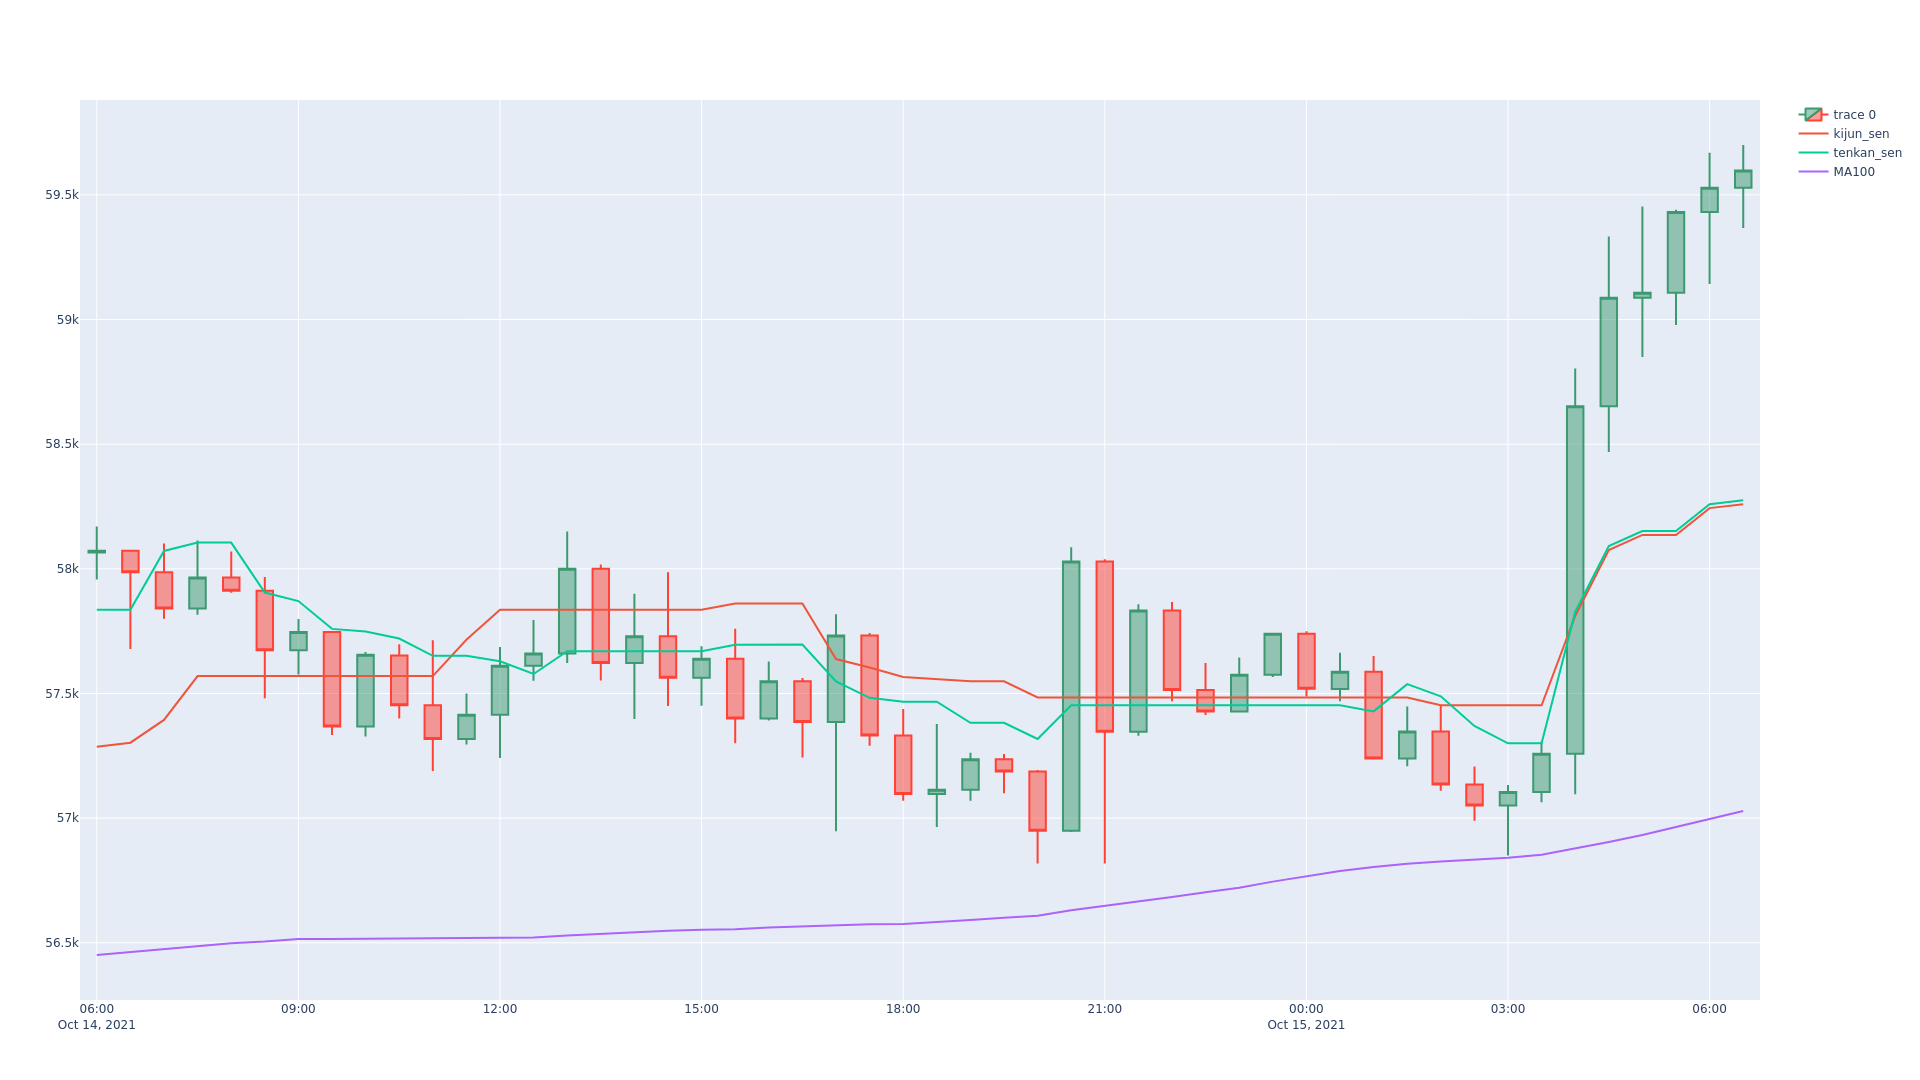 trace 0
kijun_sen
tenkan_sen
MA100
59.5k
59k
58.5k
58k
57.5k
57k
56.5k
06:00 09:00 12:00 15:00 18:00 21:00 00:00 03:00 06:00
Oct 14, 2021 Oct 15, 2021